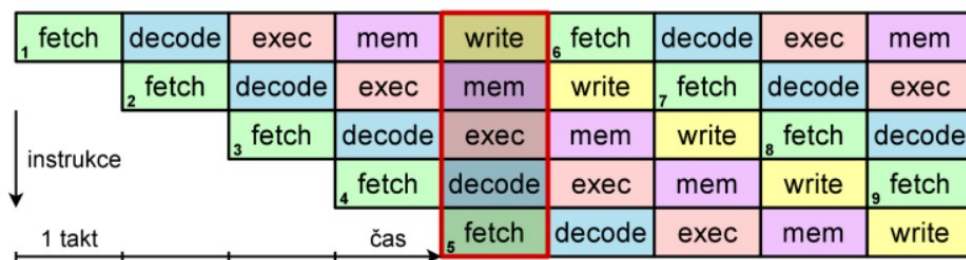 1 fetch decode exec mem write 6 fetch decode exec mem
2 fetch decode exec mem write 7 fetch decode exec
3 fetch decode exec mem write 8 fetch decode
instrukce
4 fetch decode exec mem write 9 fetch
1 takt čas 5 fetch decode exec mem write